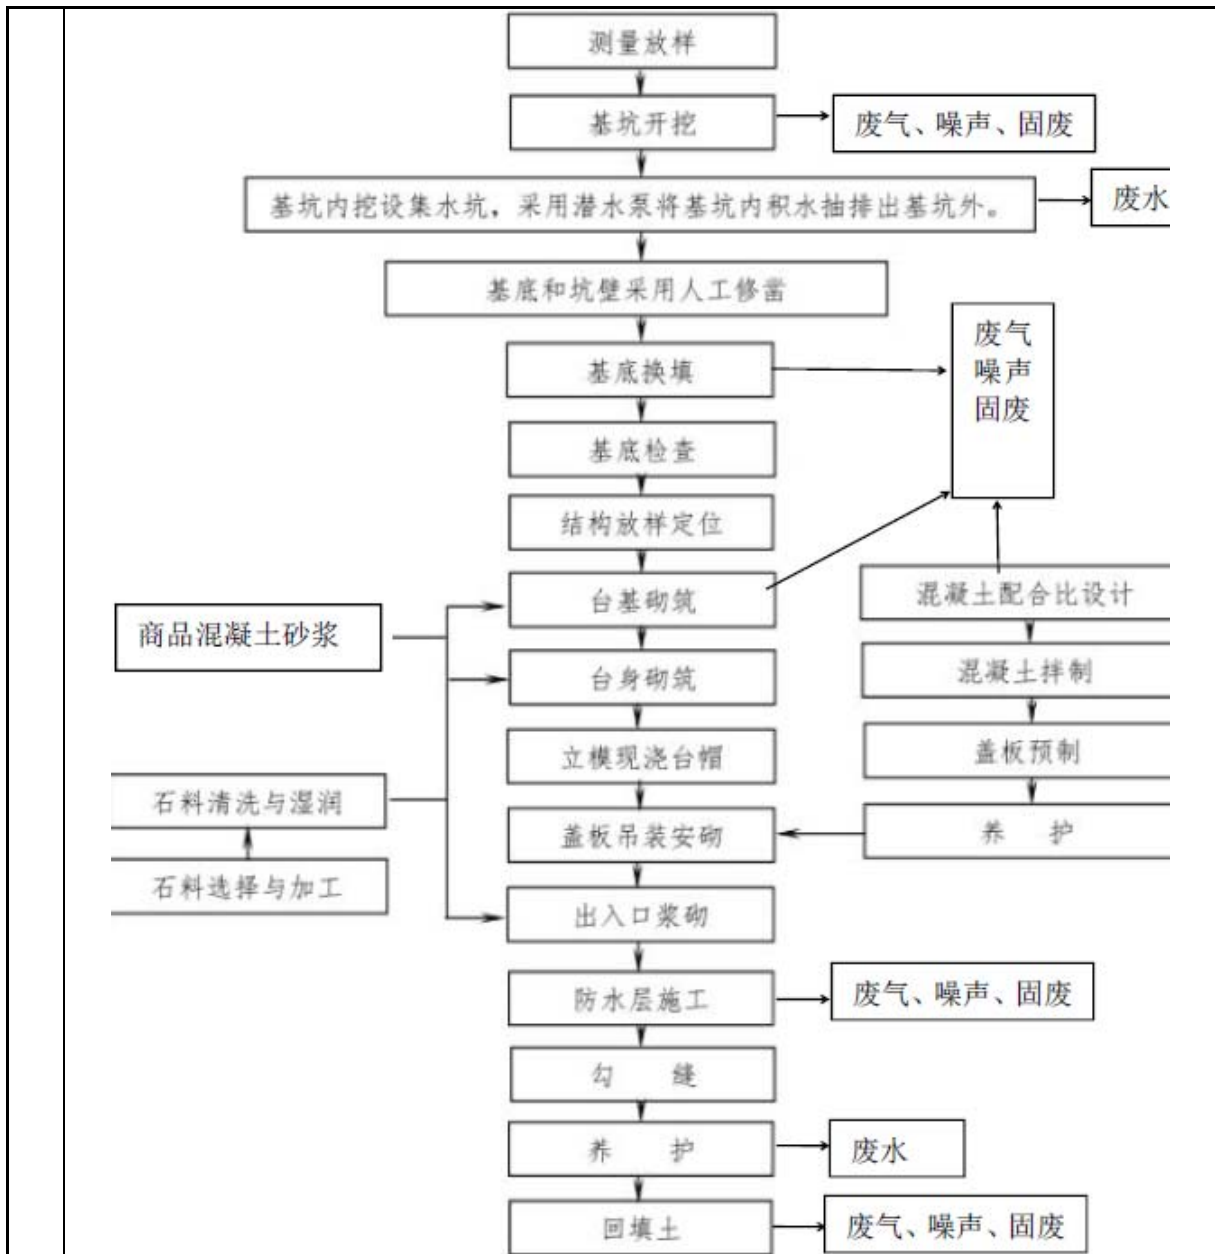 测量放样
基坑开挖
废气、噪声、固废
基坑内挖设集水坑，采用潜水泵将基坑内积水抽排出基坑外。
废水
基底和坑壁采用人工修凿
废气
噪声
固废
基底换填
基底检查
结构放样定位
台基砌筑
混凝土配合比设计
商品混凝土砂浆
台身砌筑
混凝土拌制
立模现浇台帽
盖板预制
石料清洗与湿润
盖板吊装安砌
养 护
石料选择与加工
出入口浆砌
防水层施工
废气、噪声、固废
勾 缝
养 护
废水
回填土
废气、噪声、固废